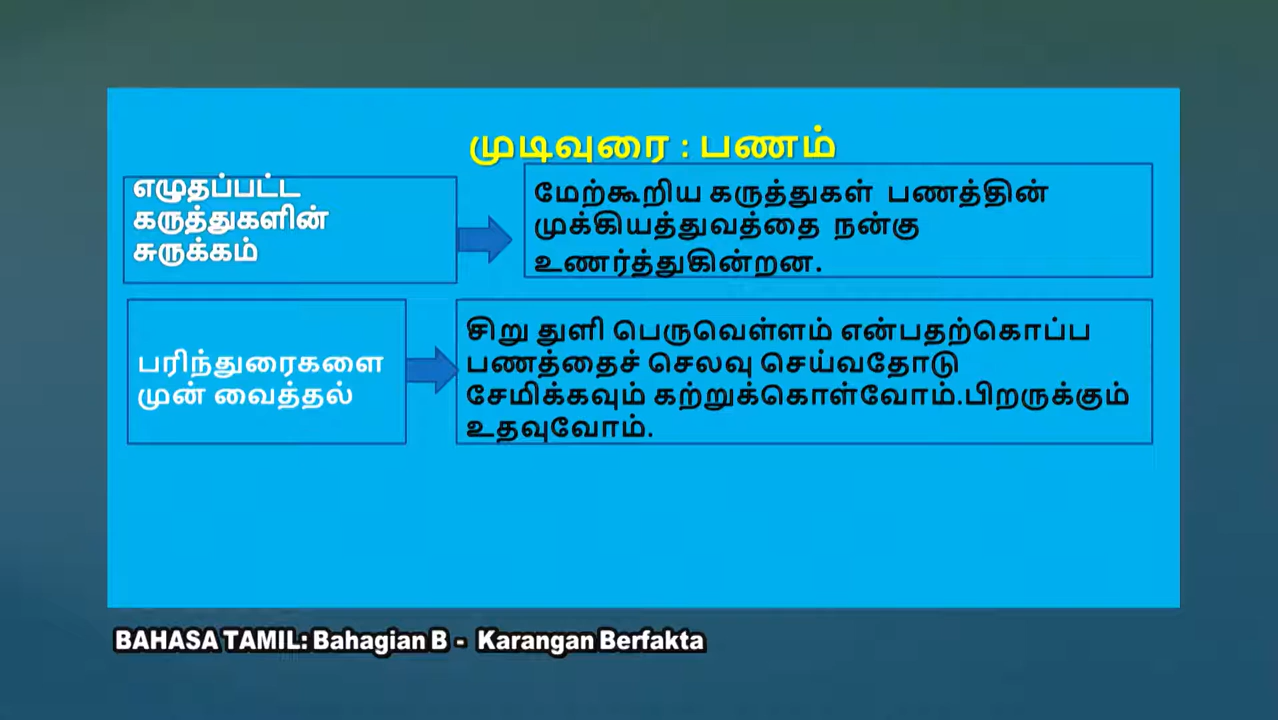 முடிவுரை : பணம்
எழுதப்பட்ட
கருத்துகளின்
சுருக்கம்
மேற்கூறிய கருத்துகள் பணத்தின்
முக்கியத்துவத்தை நன்கு
உணர்த்துகின்றன.
பரிந்துரைகளை
முன் வைத்தல்
சிறு துளி பெருவெள்ளம் என்பதற்கொப்ப
பணத்தைச் செலவு செய்வதோடு
சேமிக்கவும் கற்றுக்கொள்வோம்.பிறருக்கும்
உதவுவோம்.
BAHASA TAMIL: Bahagian B - Karangan Berfakta